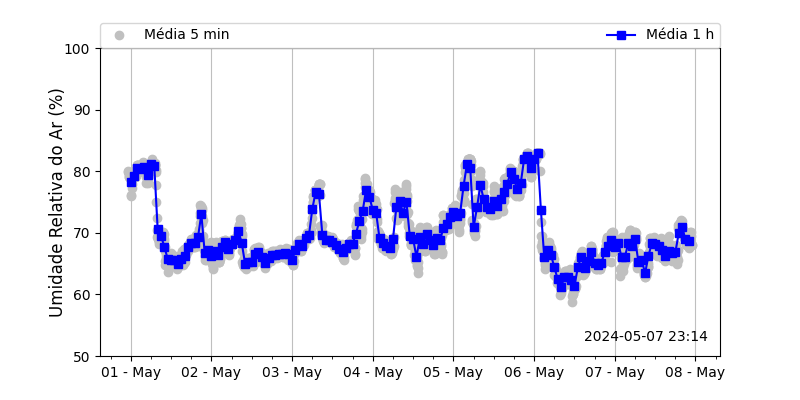 Média 5 min
Média 1 h
Umidade Relativa do Ar (%)
100
90
80
70
60
50
2024-05-07 23:14
01 - May
02 - May
03 - May
04 - May
05 - May
06 - May
07 - May
08 - May